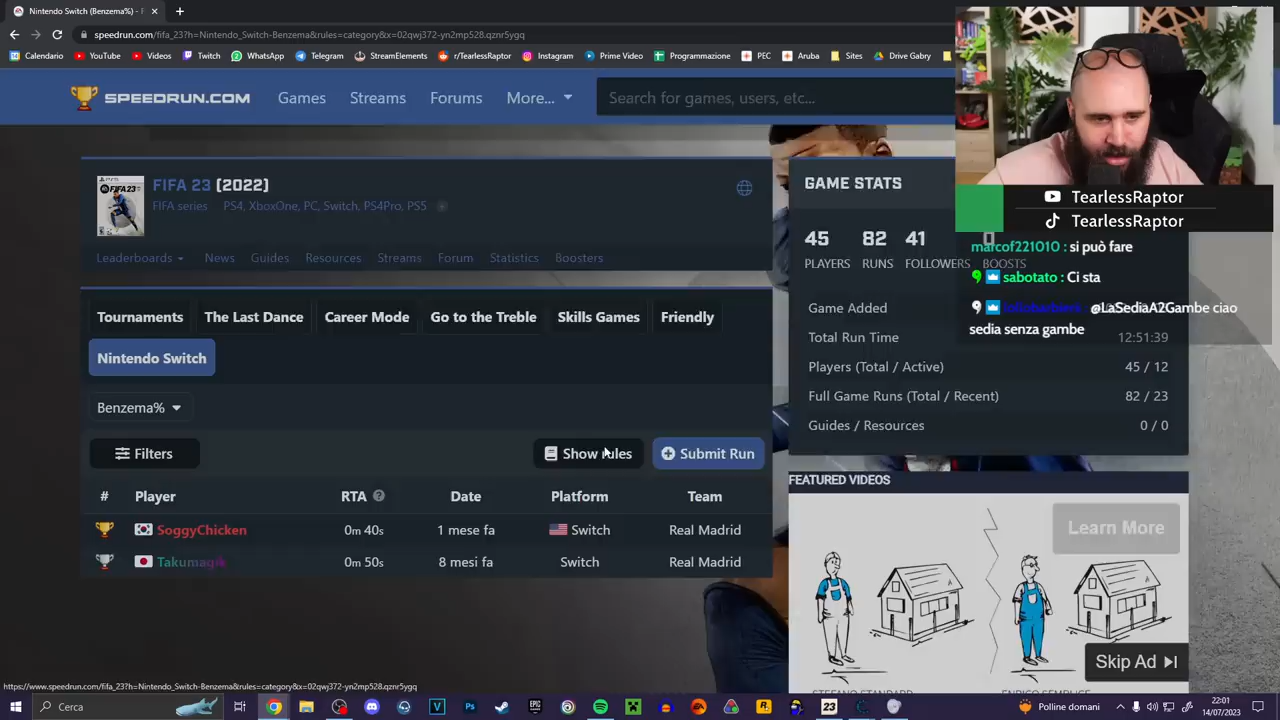 Nintendo Switch (Benzema%) - F
speedrun.com/fifa_23?h=Nintendo_Switch-Benzema&rules=category&x=02qwj372-yn2mp528.qznr5ygq
Calendario YouTube Videos Twitch WhatsApp Telegram Streamelements r/TearlessRaptor Instagram Prime Video Programmazione PEC Aruba Sites Drive Gabry
SPEEDRUN.COM Games Streams Forums More... Search for games, users, etc...
FIFA 23 [2022]
FIFA series PS4, XboxOne, PC, Switch, PS4Pro, PS5
Leaderboards News Guides Resources Streams Forum Statistics Boosters
Tournaments The Last Dance Career Mode Go to the Treble Skills Games Friendly
Nintendo Switch
Benzema%
Filters Show rules Submit Run
# Player RTA Date Platform Team
SoggyChicken 0m 40s 1 mese fa Switch Real Madrid
Takumagik 0m 50s 8 mesi fa Switch Real Madrid
GAME STATS
45 82 41 0
PLAYERS RUNS FOLLOWERS BOOSTS
Game Added
Total Run Time 12:51:39
Players (Total / Active) 45 / 12
Full Game Runs (Total / Recent) 82 / 23
Guides / Resources 0 / 0
FEATURED VIDEOS
Learn More
Skip Ad
STEFANO STANDARD ENRICO SEMPLICE
TearlessRaptor
TearlessRaptor
marcof221010 : si può fare
sabotato : Ci sta
@LaSediaA2Gambe ciao
sedia senza gambe
https://www.speedrun.com/fifa_23?h=Nintendo_Switch-Benzema&rules=category&x=02qwj372-yn2mp528.qznr5ygq
Cerca
23
Polline domani
22:01
14/07/2023